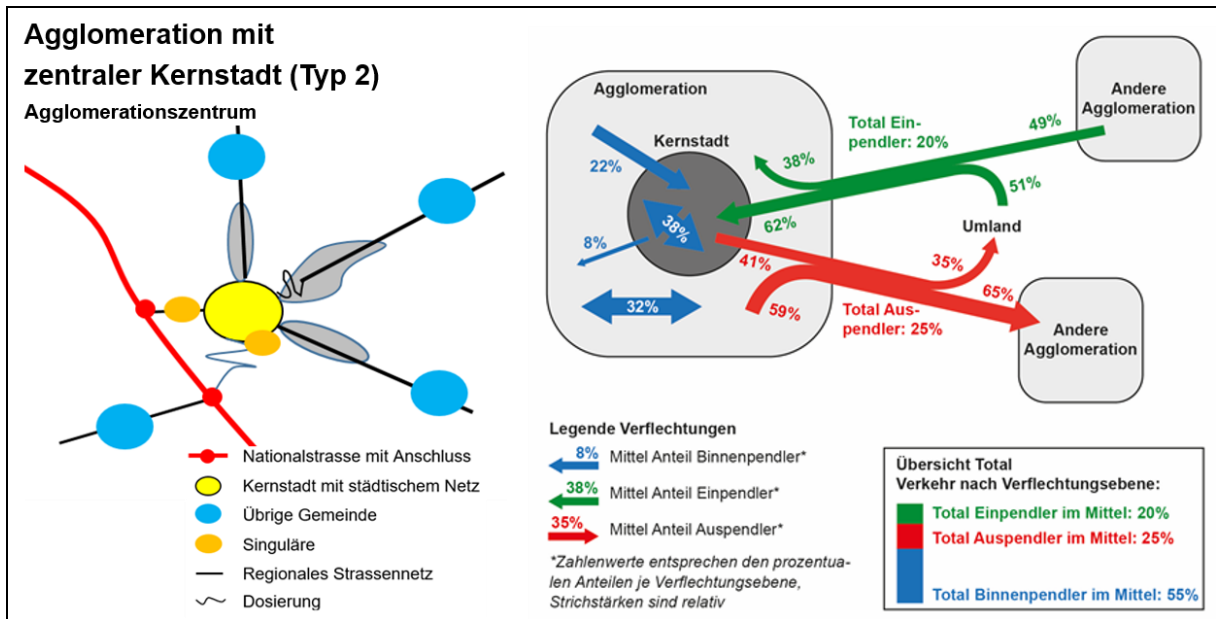 Agglomeration mit
zentraler Kernstadt (Typ 2)
Agglomerationszentrum
Nationalstrasse mit Anschluss
Kernstadt mit städtischem Netz
Übrige Gemeinde
Singuläre
Regionales Strassennetz
Dosierung
Agglomeration
Kernstadt
22%
38%
8%
32%
Total Ein-
pendler: 20%
38%
49%
51%
62%
Andere
Agglomeration
Umland
41%
35%
59%
65%
Total Aus-
pendler: 25%
Andere
Agglomeration
Legende Verflechtungen
8% Mittel Anteil Binnenpendler*
38% Mittel Anteil Einpendler*
35% Mittel Anteil Auspendler*
*Zahlenwerte entsprechen den prozentua-
len Anteilen je Verflechtungsebene,
Strichstärken sind relativ
Übersicht Total
Verkehr nach Verflechtungsebene:
Total Einpendler im Mittel: 20%
Total Auspendler im Mittel: 25%
Total Binnenpendler im Mittel: 55%